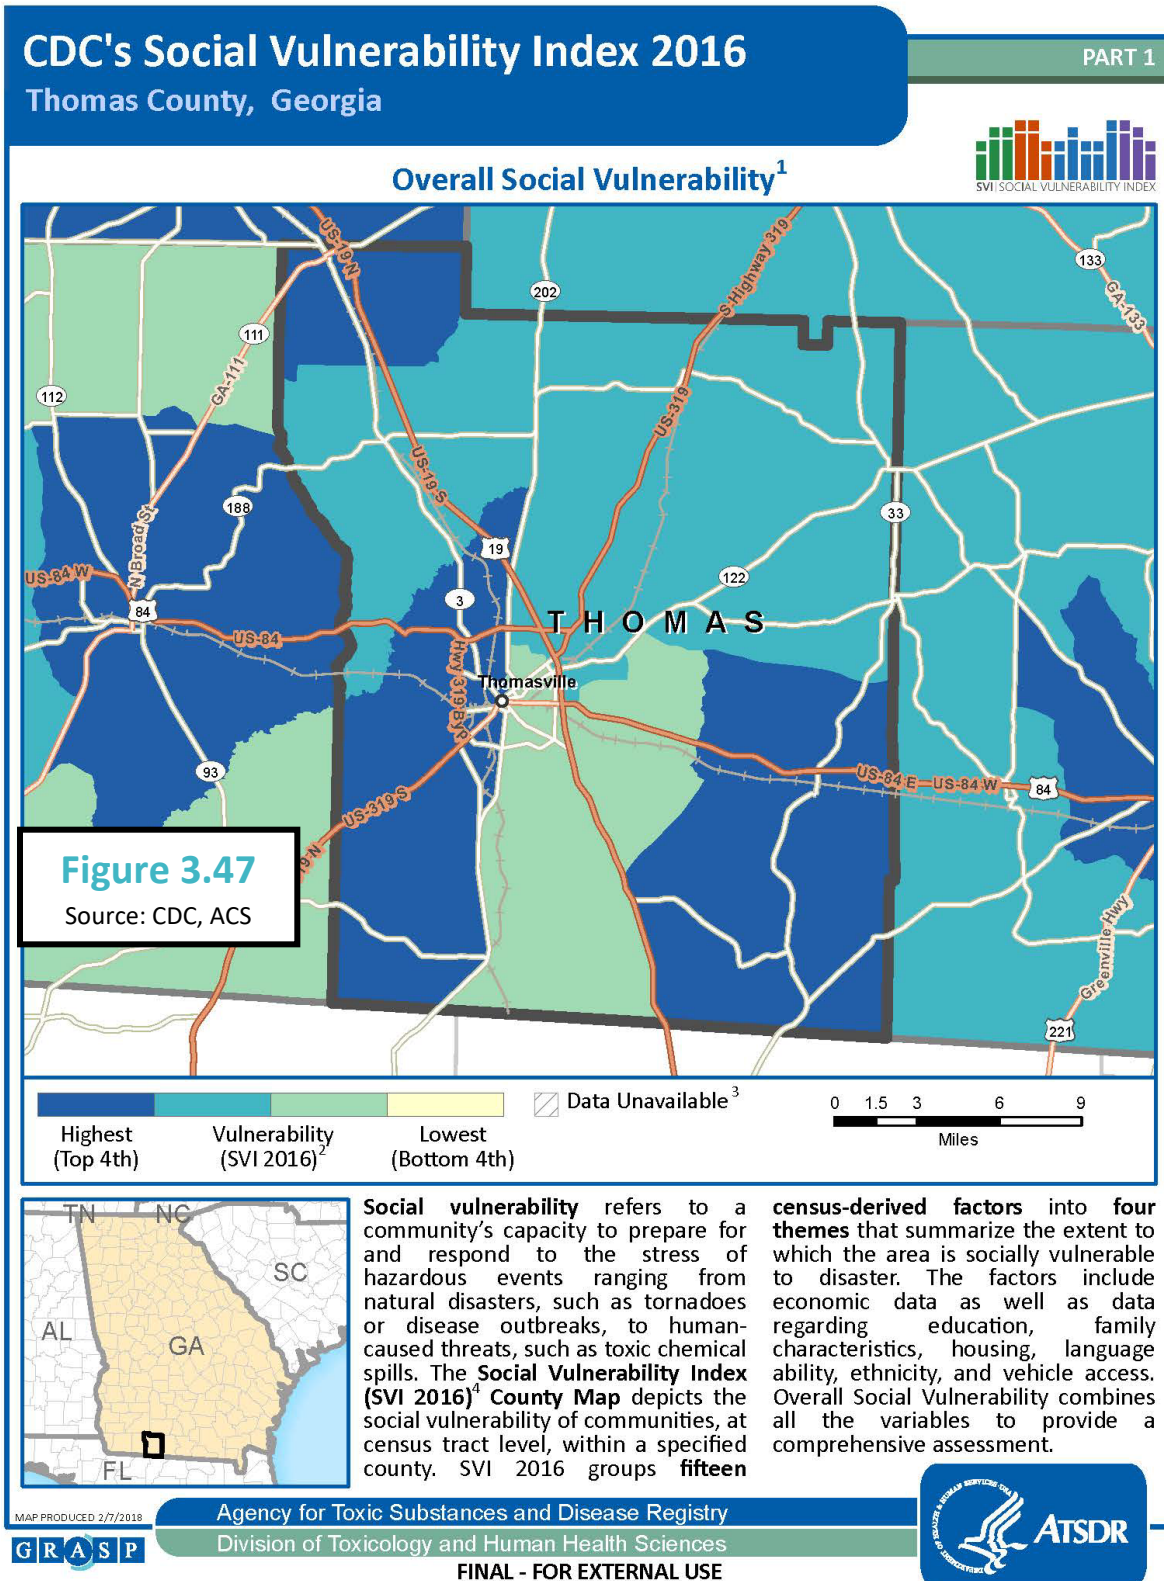 CDC's Social Vulnerability Index 2016
Thomas County, Georgia
PART 1
SVI | SOCIAL VULNERABILITY INDEX
Overall Social Vulnerability1
US-19 N
202
S Highway 319
133
GA-133
111
GA-111
112
US-319
US-19 S
188
N Broad St
33
19
US-84 W
84
3
122
THOMAS
US-84
Hwy 319 Byp
Thomasville
93
US-84 E
US-84 W
84
US-319 S
19 N
Greenville Hwy
221
Figure 3.47
Source: CDC, ACS
Highest
(Top 4th)
Vulnerability
(SVI 2016)2
Lowest
(Bottom 4th)
Data Unavailable3
0 1.5 3 6 9
Miles
TN
NC
SC
AL
GA
FL
Social vulnerability refers to a
community's capacity to prepare for
and respond to the stress of
hazardous events ranging from
natural disasters, such as tornadoes
or disease outbreaks, to human-
caused threats, such as toxic chemical
spills. The Social Vulnerability Index
(SVI 2016)4 County Map depicts the
social vulnerability of communities, at
census tract level, within a specified
county. SVI 2016 groups fifteen
census-derived factors into four
themes that summarize the extent to
which the area is socially vulnerable
to disaster. The factors include
economic data as well as data
regarding education, family
characteristics, housing, language
ability, ethnicity, and vehicle access.
Overall Social Vulnerability combines
all the variables to provide a
comprehensive assessment.
MAP PRODUCED 2/7/2018
GRASP
Agency for Toxic Substances and Disease Registry
Division of Toxicology and Human Health Sciences
FINAL - FOR EXTERNAL USE
DEPARTMENT OF HEALTH & HUMAN SERVICES · USA
ATSDR